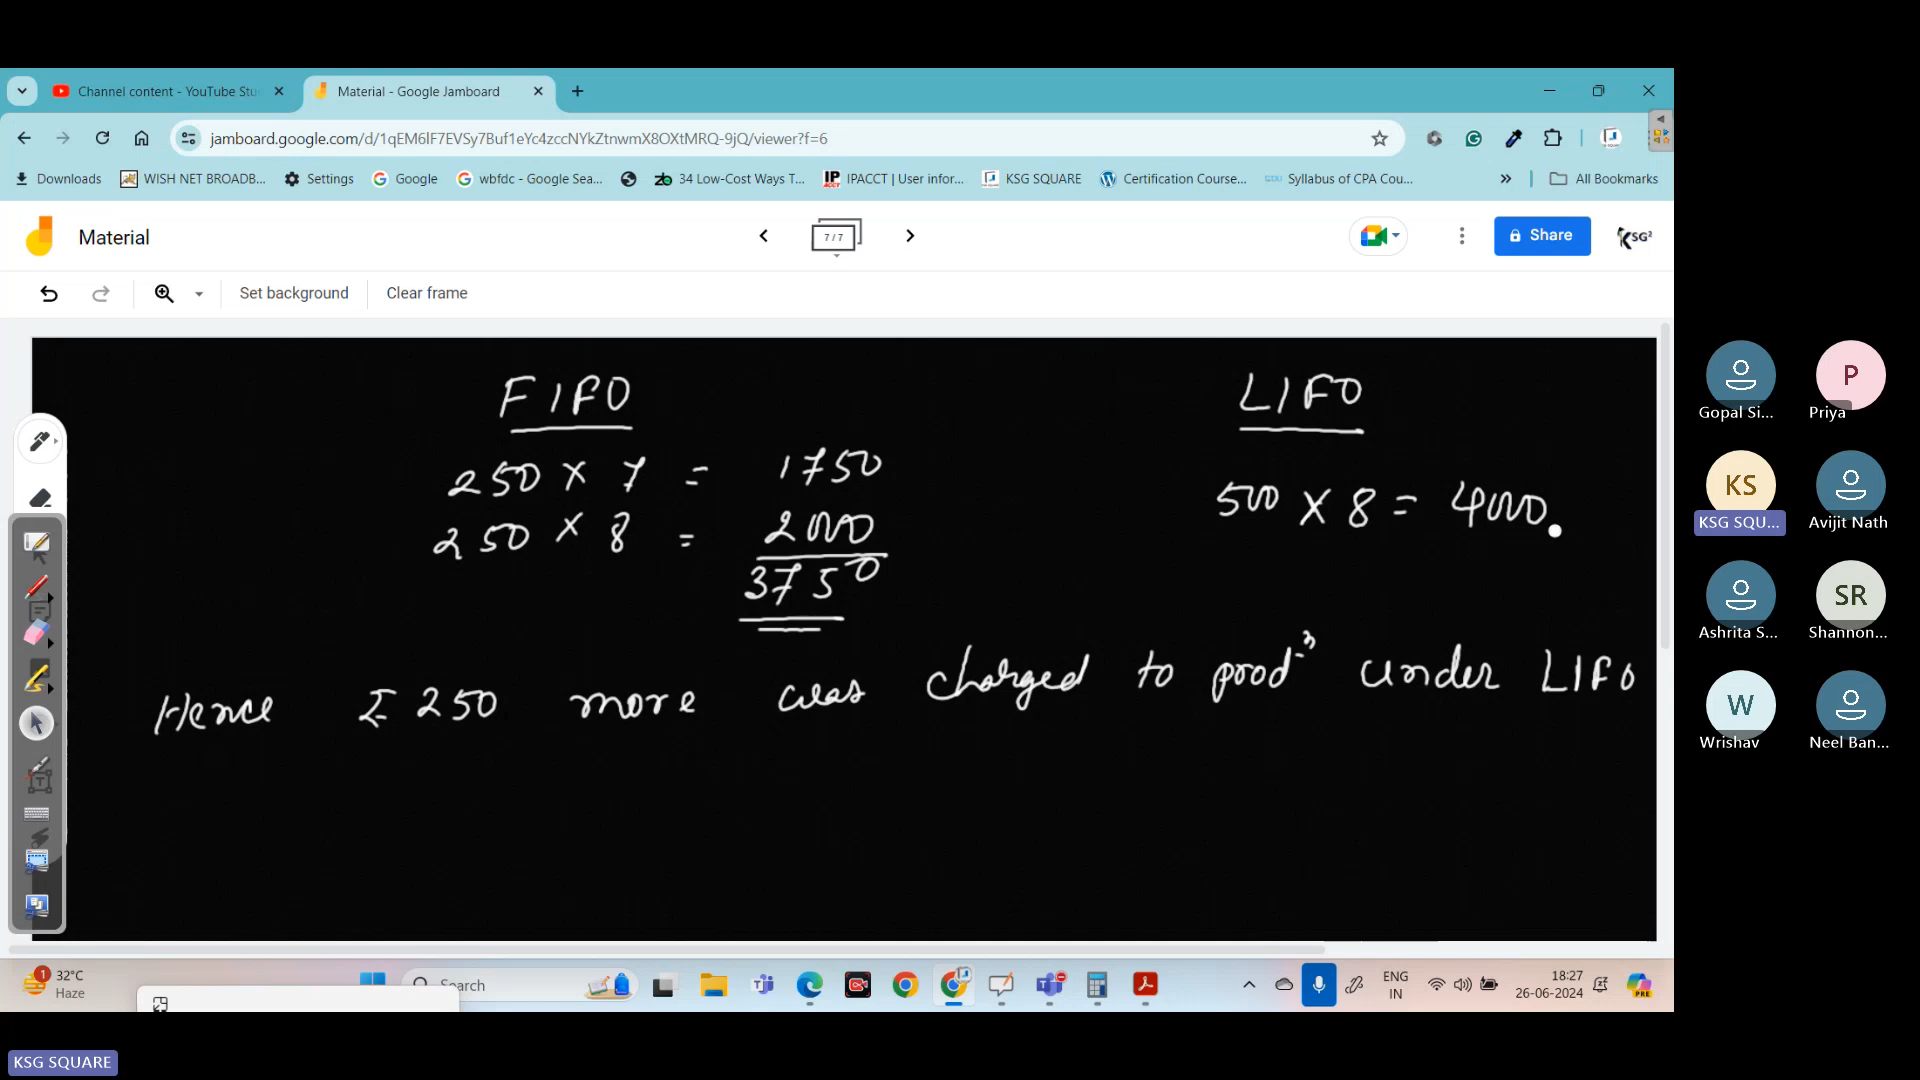 Channel content - YouTube Stu
Material - Google Jamboard
jamboard.google.com/d/1qEM6lF7EVSy7Buf1eYc4zccNYkZtnwmX8OXtMRQ-9jQ/viewer?f=6
Downloads WISH NET BROADB... Settings Google wbfdc - Google Sea... 34 Low-Cost Ways T... IPACCT | User infor... KSG SQUARE Certification Course... Syllabus of CPA Cou... » All Bookmarks
Material
7 / 7
Share
KSG²
Set background Clear frame
FIFO
250 x 7 = 1750
250 x 8 = 2000
3750
LIFO
500 x 8 = 4000
Hence 250 more was charged to prod under LIFO
Gopal Si...
P
Priya
KS
KSG SQU...
Avijit Nath
Ashrita S...
SR
Shannon...
W
Wrishav
Neel Ban...
1
32°C
Haze
Search
ENG
IN
18:27
26-06-2024
PRE
KSG SQUARE